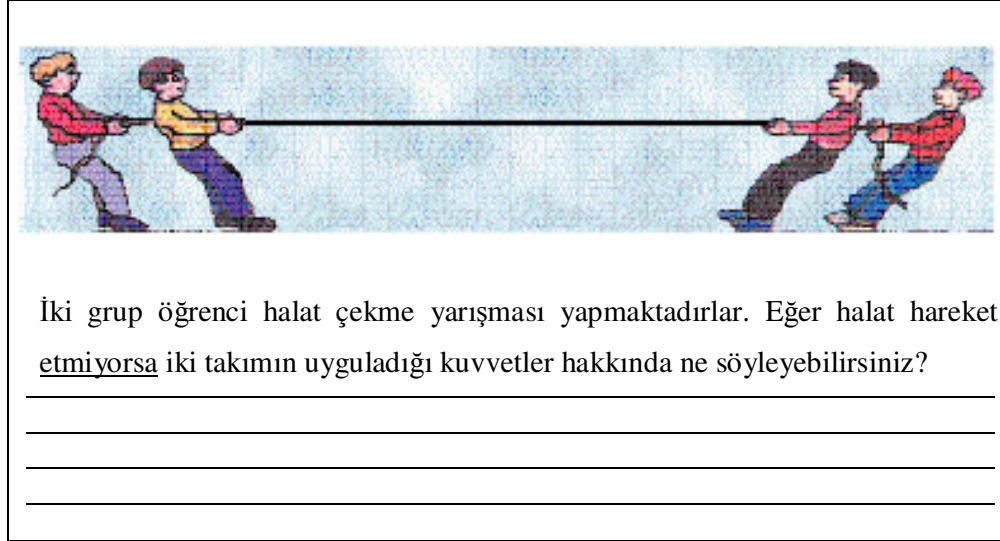 İki grup öğrenci halat çekme yarışması yapmaktadırlar. Eğer halat hareket
etmiyorsa iki takımın uyguladığı kuvvetler hakkında ne söyleyebilirsiniz?